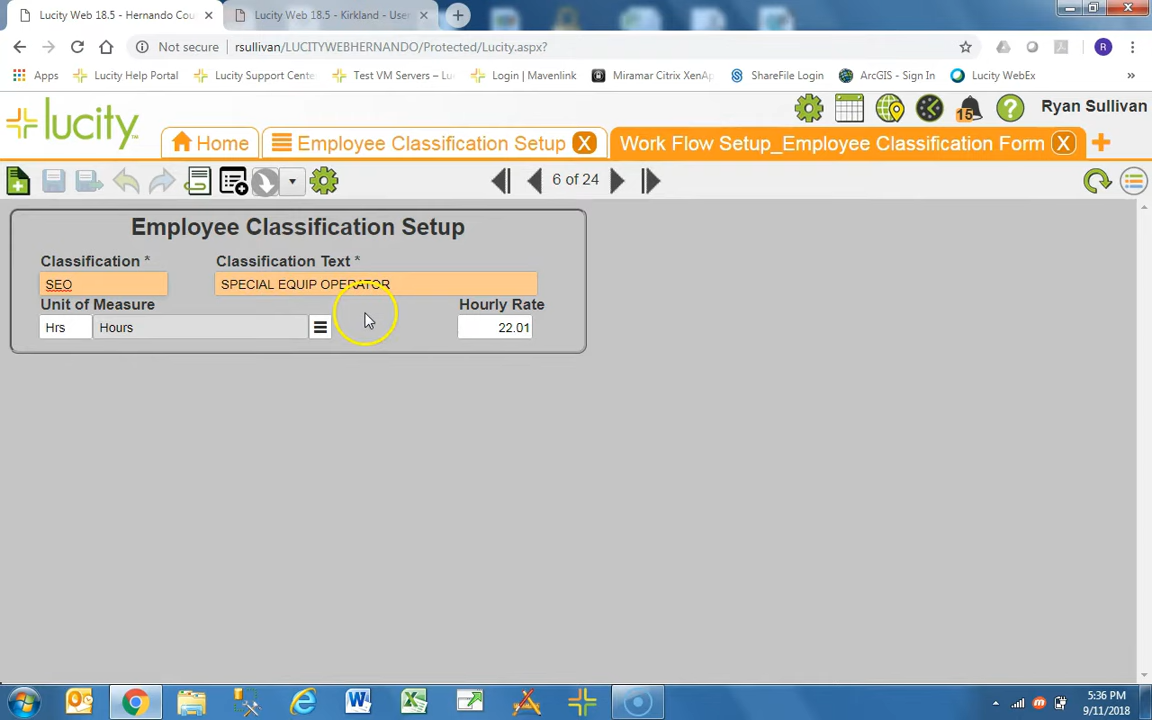 Lucity Web 18.5 - Hernando Cou
Lucity Web 18.5 - Kirkland - User
Not secure
rsullivan/LUCITYWEBHERNANDO/Protected/Lucity.aspx?
R
Apps
Lucity Help Portal
Lucity Support Cente
Test VM Servers – Lu
Login | Mavenlink
Miramar Citrix XenAp
ShareFile Login
ArcGIS - Sign In
Lucity WebEx
»
lucity
Home
Employee Classification Setup X
Work Flow Setup_Employee Classification Form X
15
?
Ryan Sullivan
6 of 24
Employee Classification Setup
Classification *
Classification Text *
SEO
SPECIAL EQUIP OPERATOR
Unit of Measure
Hourly Rate
Hrs
Hours
22.01
5:36 PM
9/11/2018